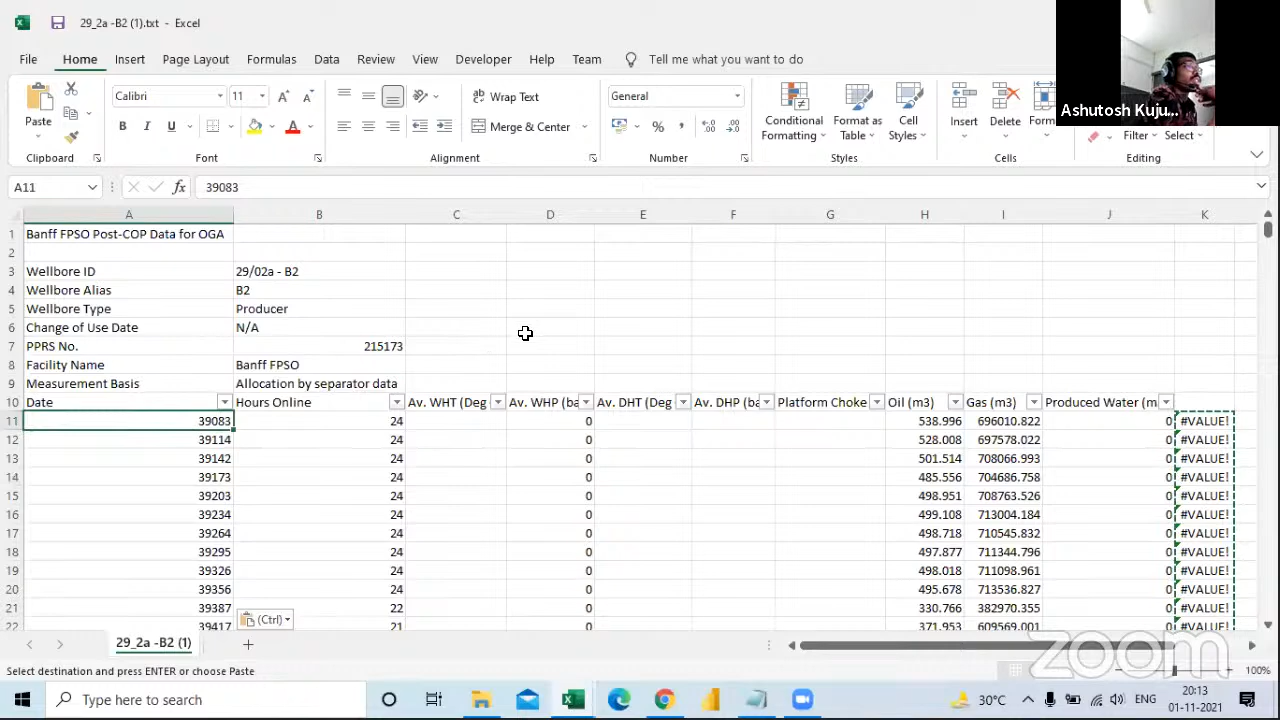 29_2a -B2 (1).txt - Excel
File Home Insert Page Layout Formulas Data Review View Developer Help Team Tell me what you want to do
Ashutosh Kuju...
Paste
Calibri 11
Wrap Text
General
B I U
A
Merge & Center
% ,
Conditional Formatting
Format as Table
Cell Styles
Insert
Delete
Form
Filter Select
Clipboard Font Alignment Number Styles Cells Editing
A11 fx 39083
A B C D E F G H I J K
1 Banff FPSO Post-COP Data for OGA
2
3 Wellbore ID 29/02a - B2
4 Wellbore Alias B2
5 Wellbore Type Producer
6 Change of Use Date N/A
7 PPRS No. 215173
8 Facility Name Banff FPSO
9 Measurement Basis Allocation by separator data
10 Date Hours Online Av. WHT (Deg Av. WHP (ba Av. DHT (Deg Av. DHP (ba Platform Choke Oil (m3) Gas (m3) Produced Water (m
11 39083 24 0 538.996 696010.822 0 #VALUE!
12 39114 24 0 528.008 697578.022 0 #VALUE!
13 39142 24 0 501.514 708066.993 0 #VALUE!
14 39173 24 0 485.556 704686.758 0 #VALUE!
15 39203 24 0 498.951 708763.526 0 #VALUE!
16 39234 24 0 499.108 713004.184 0 #VALUE!
17 39264 24 0 498.718 710545.832 0 #VALUE!
18 39295 24 0 497.877 711344.796 0 #VALUE!
19 39326 24 0 498.018 711098.961 0 #VALUE!
20 39356 24 0 495.678 713536.827 0 #VALUE!
21 39387 22 0 330.766 382970.355 0 #VALUE!
22 39417 21 0 371.953 609569.001 0 #VALUE!
(Ctrl)
29_2a -B2 (1)
zoom
Select destination and press ENTER or choose Paste 100%
Type here to search
30°C ENG
20:13
01-11-2021